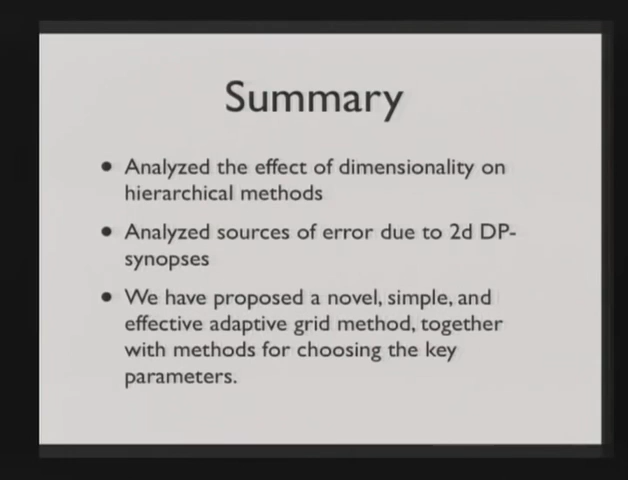 Summary
• Analyzed the effect of dimensionality on
hierarchical methods
• Analyzed sources of error due to 2d DP-
synopses
• We have proposed a novel, simple, and
effective adaptive grid method, together
with methods for choosing the key
parameters.